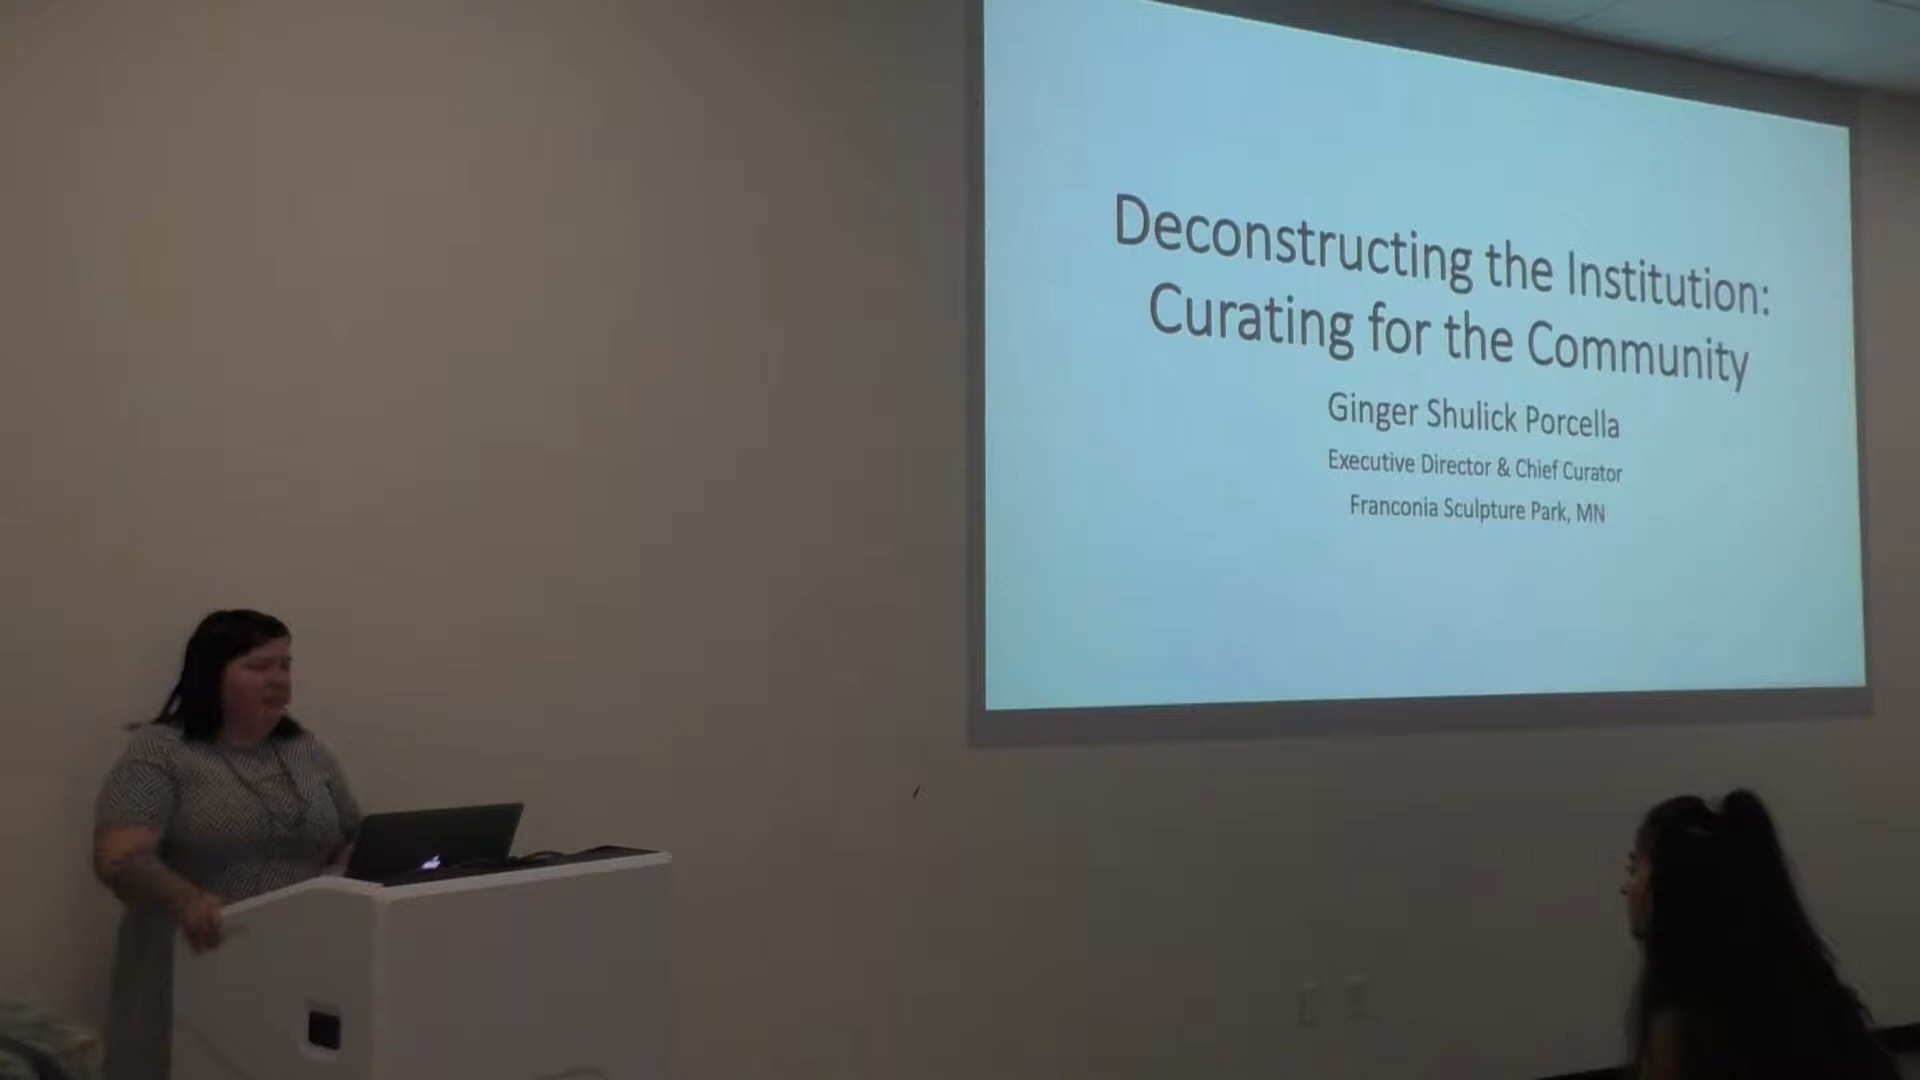 Deconstructing the Institution:
Curating for the Community
Ginger Shulick Porcella
Executive Director & Chief Curator
Franconia Sculpture Park, MN